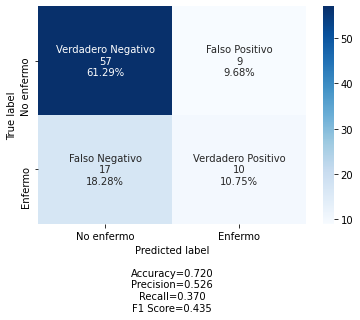 Verdadero Negativo
57
61.29%
Falso Positivo
9
9.68%
Falso Negativo
17
18.28%
Verdadero Positivo
10
10.75%
True label
No enfermo
Enfermo
No enfermo
Enfermo
Predicted label
Accuracy=0.720
Precision=0.526
Recall=0.370
F1 Score=0.435
50
40
30
20
10